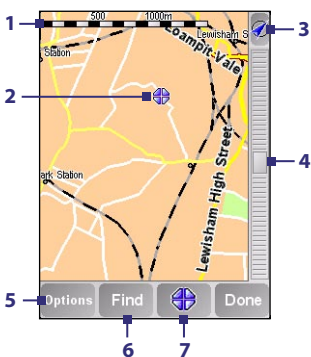 500 1000m
1
Lewisham S
3
Loampit Vale
Station
2
4
ark Station
Lewisham High Street
5
Options
Find
Done
6
7